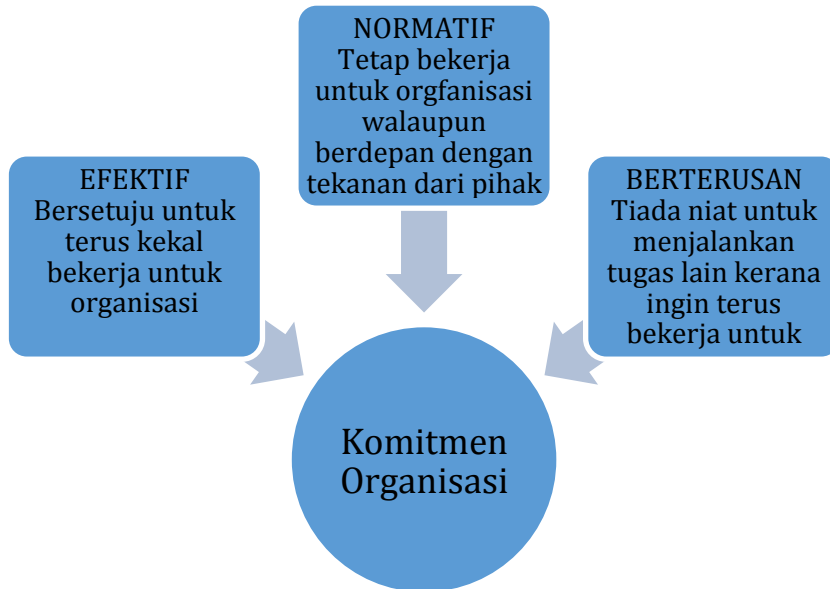 NORMATIF
Tetap bekerja
untuk orgfanisasi
walaupun
berdepan dengan
tekanan dari pihak
EFEKTIF
Bersetuju untuk
terus kekal
bekerja untuk
organisasi
BERTERUSAN
Tiada niat untuk
menjalankan
tugas lain kerana
ingin terus
bekerja untuk
Komitmen
Organisasi